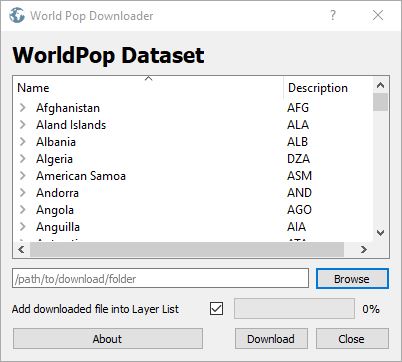 World Pop Downloader
WorldPop Dataset
Name Description
Afghanistan AFG
Aland Islands ALA
Albania ALB
Algeria DZA
American Samoa ASM
Andorra AND
Angola AGO
Anguilla AIA
/path/to/download/folder Browse
Add downloaded file into Layer List 0%
About Download Close